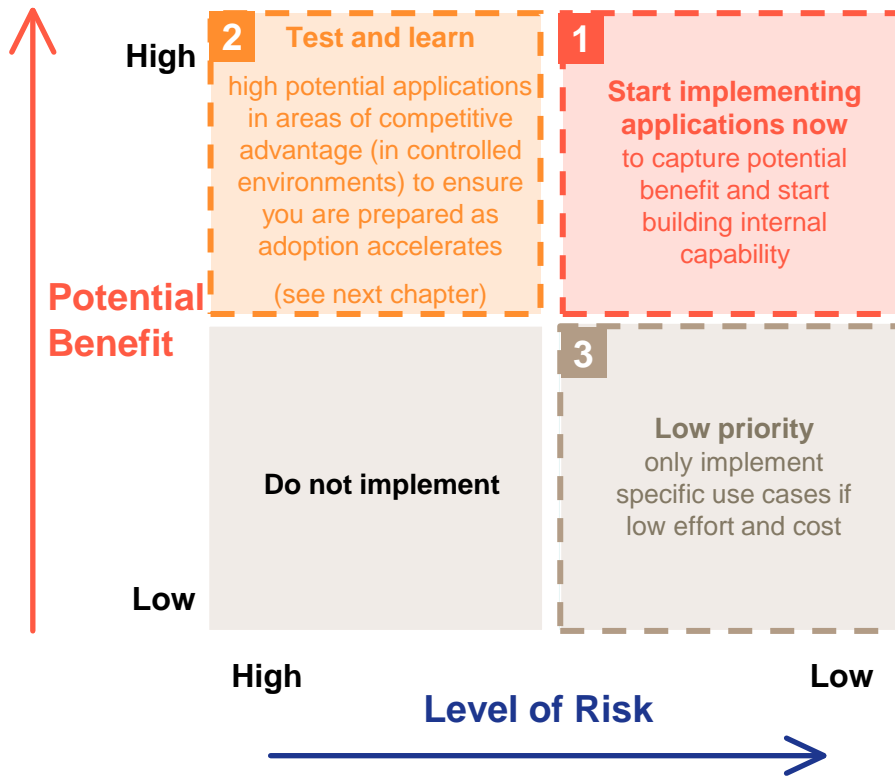 High
2
Test and learn
high potential applications
in areas of competitive
advantage (in controlled
environments) to ensure
you are prepared as
adoption accelerates
(see next chapter)
1
Start implementing
applications now
to capture potential
benefit and start
building internal
capability
Potential
Benefit
Do not implement
3
Low priority
only implement
specific use cases if
low effort and cost
Low
High
Low
Level of Risk